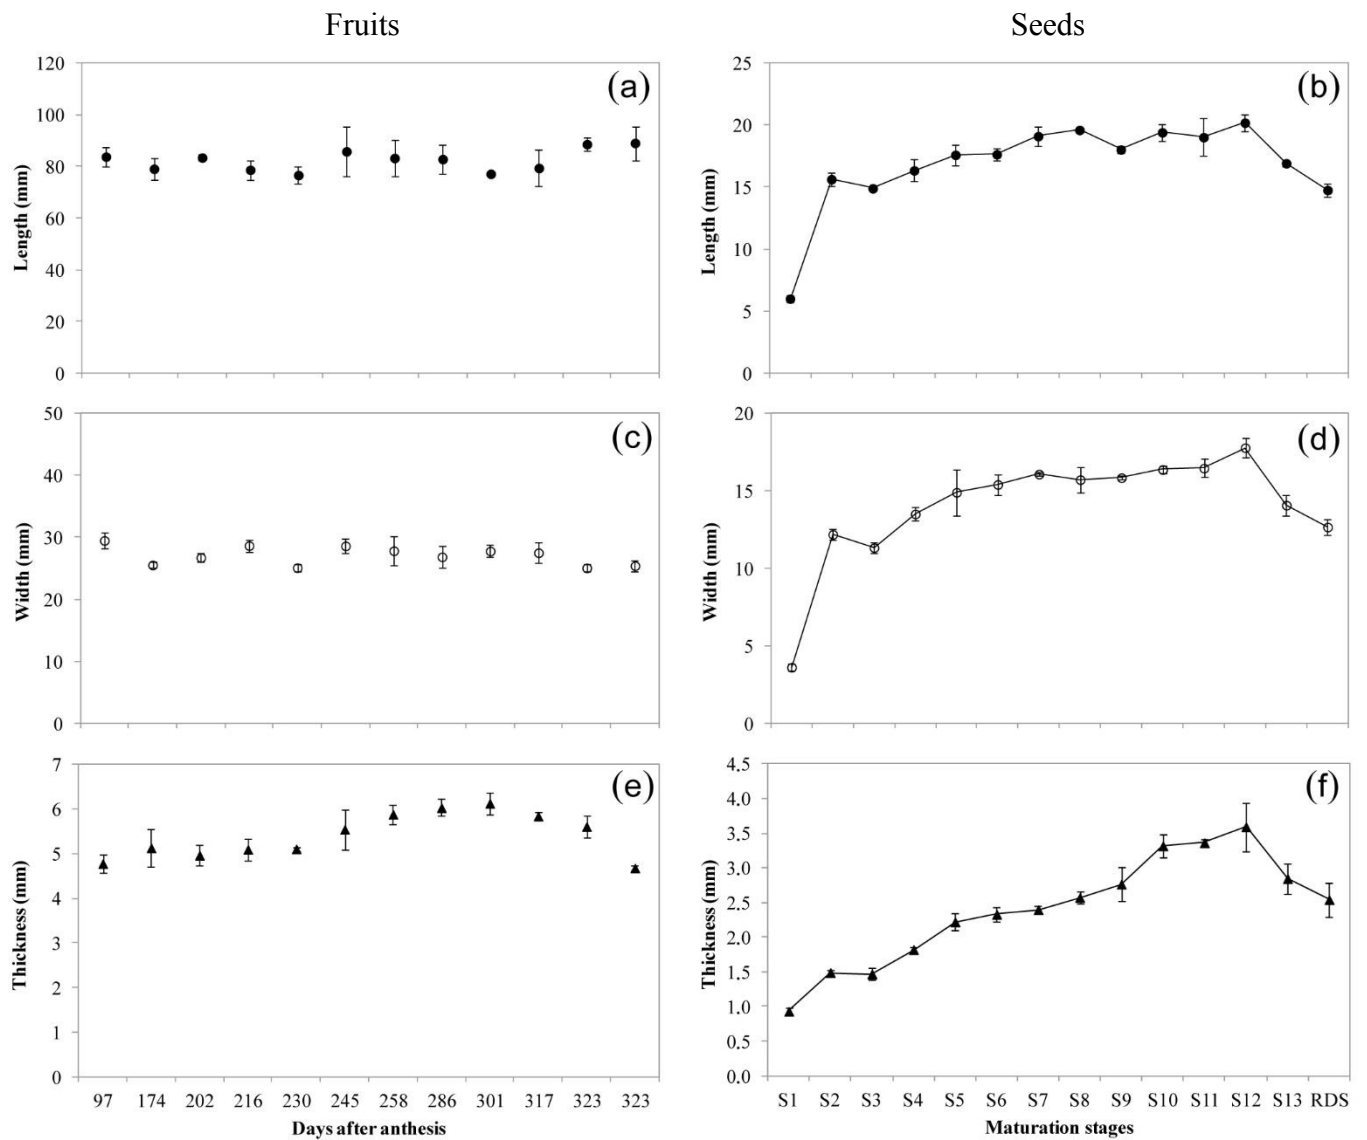 Fruits
Seeds
(a)
Length (mm)
120
100
80
60
40
20
0
(b)
Length (mm)
25
20
15
10
5
0
(c)
Width (mm)
50
40
30
20
10
0
(d)
Width (mm)
20
15
10
5
0
(e)
Thickness (mm)
7
6
5
4
3
2
1
0
97 174 202 216 230 245 258 286 301 317 323 323
Days after anthesis
(f)
Thickness (mm)
4.5
4.0
3.5
3.0
2.5
2.0
1.5
1.0
0.5
0.0
S1 S2 S3 S4 S5 S6 S7 S8 S9 S10 S11 S12 S13 RDS
Maturation stages